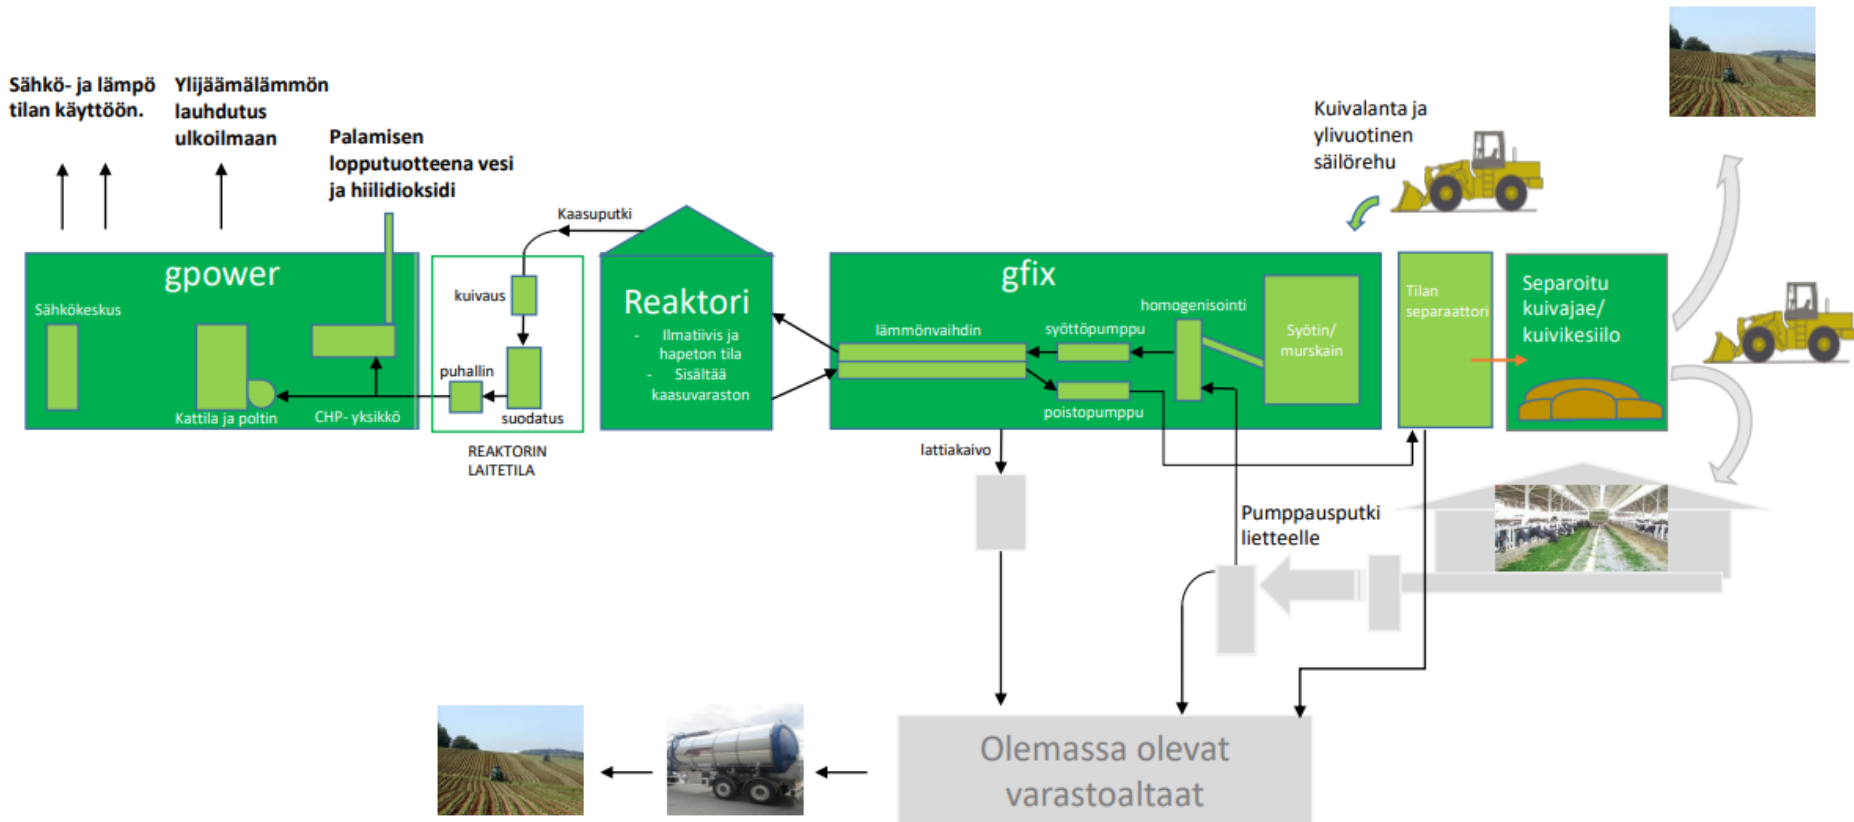 Sähkö- ja lämpö
tilan käyttöön.
Ylijäämälämmön
lauhdutus
ulkoilmaan
Palamisen
lopputuotteena vesi
ja hiilidioksidi
Kaasuputki
Kuivalanta ja
ylivuotinen
säilörehu
gpower
Sähkökeskus
Kattila ja poltin
CHP- yksikkö
kuivaus
puhallin
suodatus
REAKTORIN
LAITETILA
Reaktori
- Ilmatiivis ja
hapeton tila
- Sisältää
kaasuvaraston
gfix
lämmönvaihdin
syöttöpumppu
homogenisointi
Syötin/
murskain
poistopumppu
Tilan
separaattori
Separoitu
kuivajae/
kuivikesiilo
lattiakaivo
Pumppausputki
lietteelle
Olemassa olevat
varastoaltaat